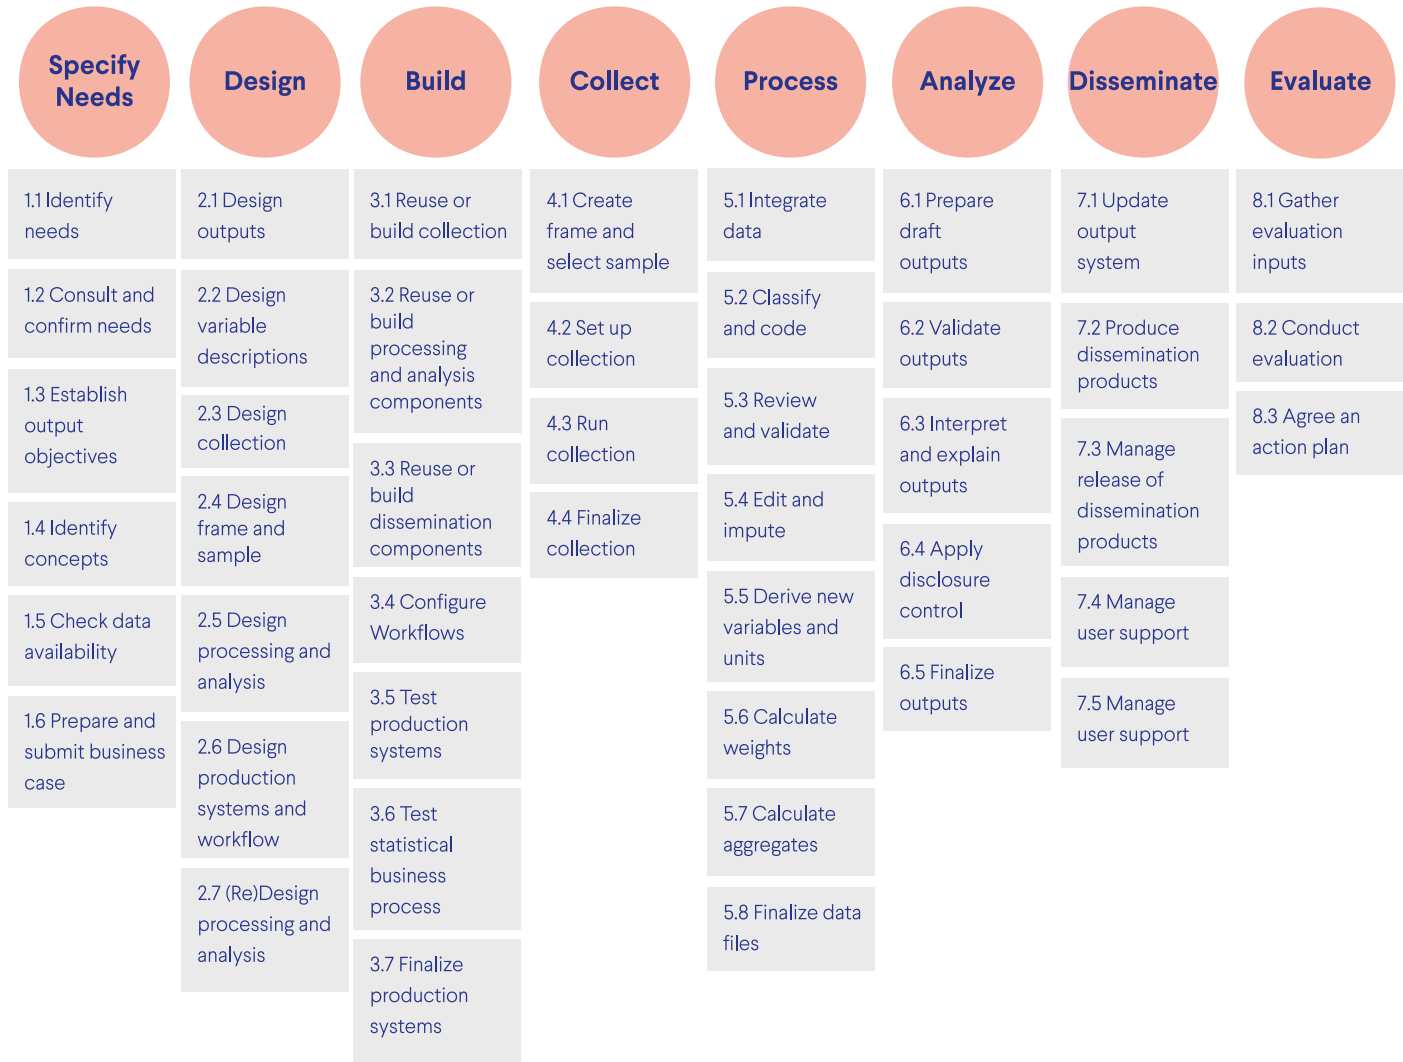 Specify
Needs
Design
Build
Collect
Process
Analyze
Disseminate
Evaluate
1.1 Identify
needs
1.2 Consult and
confirm needs
1.3 Establish
output
objectives
1.4 Identify
concepts
1.5 Check data
availability
1.6 Prepare and
submit business
case
2.1 Design
outputs
2.2 Design
variable
descriptions
2.3 Design
collection
2.4 Design
frame and
sample
2.5 Design
processing and
analysis
2.6 Design
production
systems and
workflow
2.7 (Re)Design
processing and
analysis
3.1 Reuse or
build collection
3.2 Reuse or
build
processing
and analysis
components
3.3 Reuse or
build
dissemination
components
3.4 Configure
Workflows
3.5 Test
production
systems
3.6 Test
statistical
business
process
3.7 Finalize
production
systems
4.1 Create
frame and
select sample
4.2 Set up
collection
4.3 Run
collection
4.4 Finalize
collection
5.1 Integrate
data
5.2 Classify
and code
5.3 Review
and validate
5.4 Edit and
impute
5.5 Derive new
variables and
units
5.6 Calculate
weights
5.7 Calculate
aggregates
5.8 Finalize data
files
6.1 Prepare
draft
outputs
6.2 Validate
outputs
6.3 Interpret
and explain
outputs
6.4 Apply
disclosure
control
6.5 Finalize
outputs
7.1 Update
output
system
7.2 Produce
dissemination
products
7.3 Manage
release of
dissemination
products
7.4 Manage
user support
7.5 Manage
user support
8.1 Gather
evaluation
inputs
8.2 Conduct
evaluation
8.3 Agree an
action plan